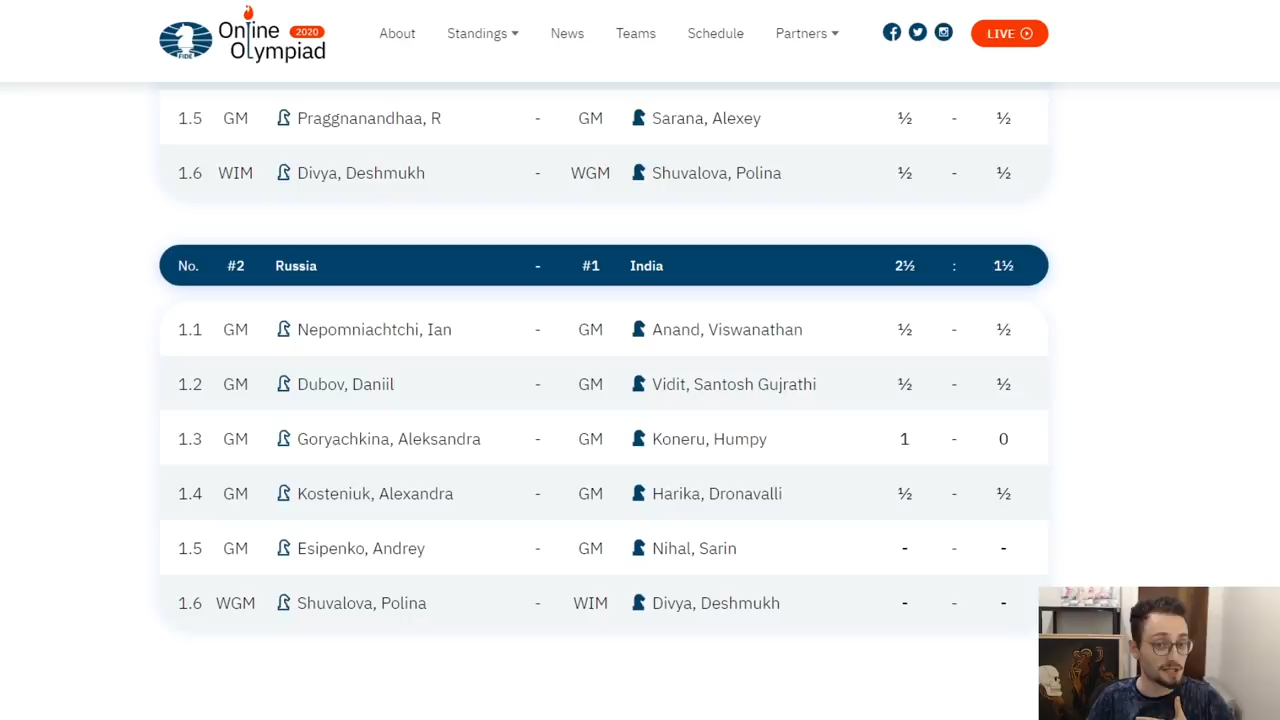 Online 2020
Olympiad
FIDE
About Standings News Teams Schedule Partners LIVE
1.5 GM Praggnanandhaa, R - GM Sarana, Alexey ½ - ½
1.6 WIM Divya, Deshmukh - WGM Shuvalova, Polina ½ - ½
No. #2 Russia - #1 India 2½ : 1½
1.1 GM Nepomniachtchi, Ian - GM Anand, Viswanathan ½ - ½
1.2 GM Dubov, Daniil - GM Vidit, Santosh Gujrathi ½ - ½
1.3 GM Goryachkina, Aleksandra - GM Koneru, Humpy 1 - 0
1.4 GM Kosteniuk, Alexandra - GM Harika, Dronavalli ½ - ½
1.5 GM Esipenko, Andrey - GM Nihal, Sarin - - -
1.6 WGM Shuvalova, Polina - WIM Divya, Deshmukh - - -